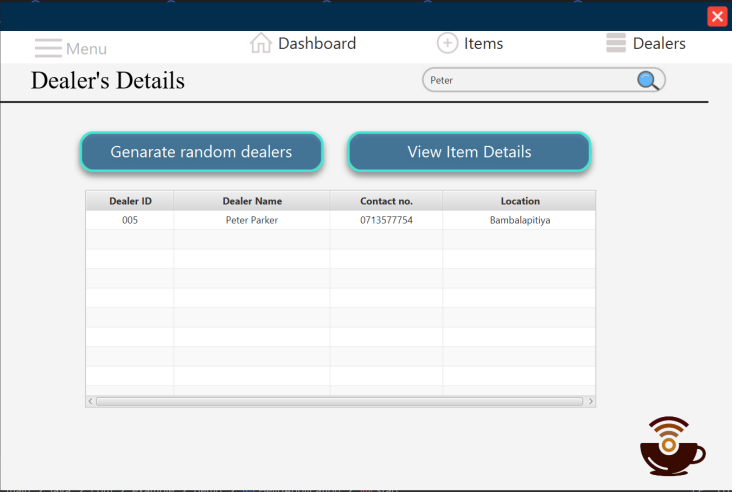 Menu
Dashboard
Items
Dealers
Dealer's Details
Peter
Genarate random dealers
View Item Details
Dealer ID Dealer Name Contact no. Location
005 Peter Parker 0713577754 Bambalapitiya